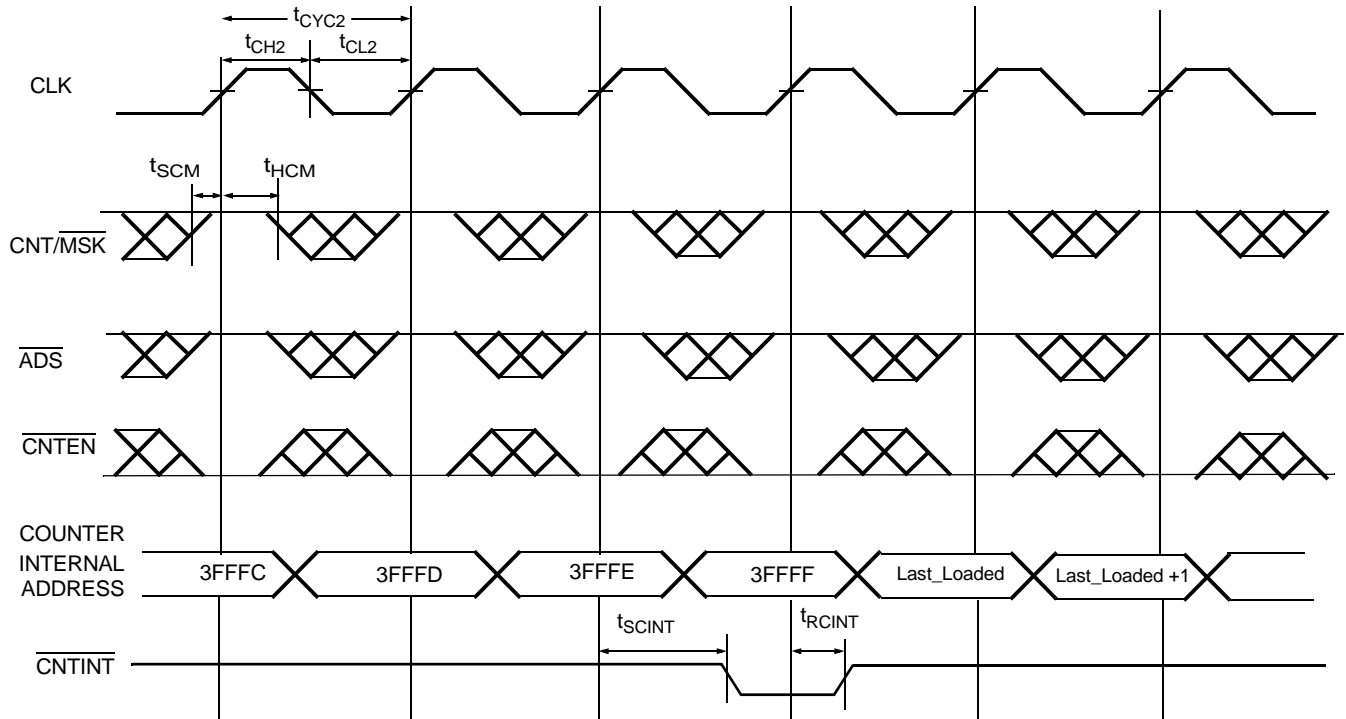 tCYC2
tCH2 tCL2
CLK
tSCM tHCM
CNT/MSK
ADS
CNTEN
COUNTER
INTERNAL
ADDRESS
3FFFC 3FFFD 3FFFE 3FFFF Last_Loaded Last_Loaded +1
tSCINT tRCINT
CNTINT